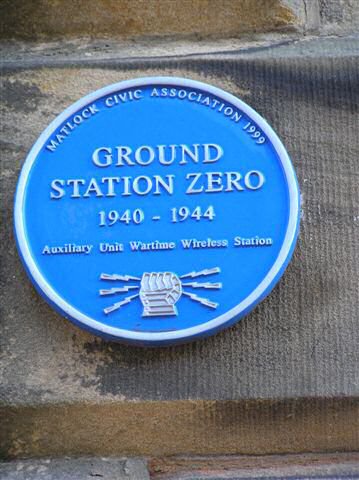 MATLOCK CIVIC ASSOCIATION 1999
GROUND
STATION ZERO
1940 - 1944
Auxiliary Unit Wartime Wireless Station